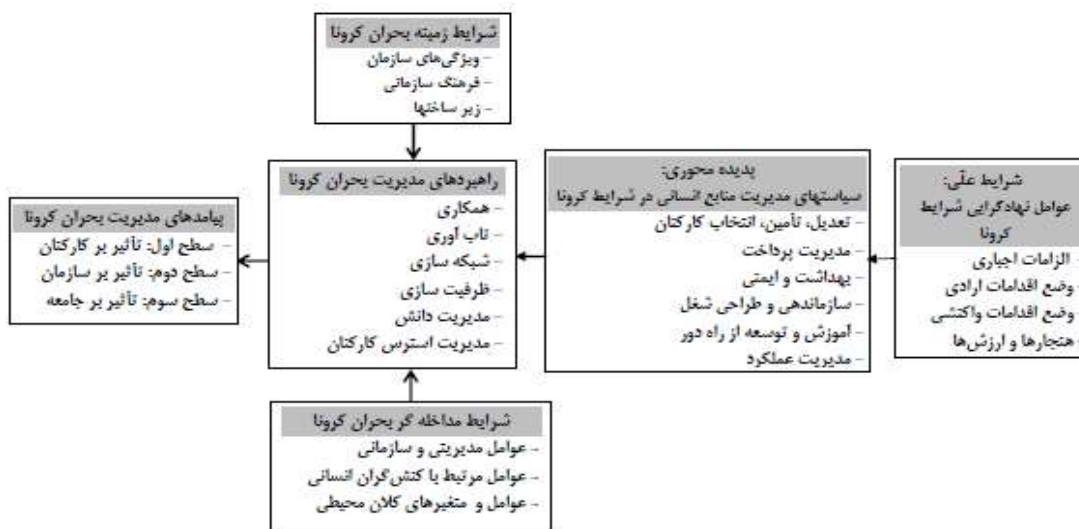 شرایط زمینه بحران کرونا
- ویژگی‌های سازمان
- فرهنگ سازمانی
- زیر ساختها
شرایط علّی:
عوامل نهادگرایی شرایط
کرونا
- الزامات اجباری
- وضع اقدامات ارادی
- وضع اقدامات واکنشی
- هنجارها و ارزش‌ها
پدیده محوری:
سیاستهای مدیریت منابع انسانی در شرایط کرونا
- تعدیل، تأمین، انتخاب کارکنان
- مدیریت پرداخت
- بهداشت و ایمنی
- سازماندهی و طراحی شغل
- آموزش و توسعه از راه دور
- مدیریت عملکرد
راهبردهای مدیریت بحران کرونا
- همکاری
- تاب آوری
- شبکه سازی
- ظرفیت سازی
- مدیریت دانش
- مدیریت استرس کارکنان
پیامدهای مدیریت بحران کرونا
- سطح اول: تأثیر بر کارکنان
- سطح دوم: تأثیر بر سازمان
- سطح سوم: تأثیر بر جامعه
شرایط مداخله گر بحران کرونا
- عوامل مدیریتی و سازمانی
- عوامل مرتبط با کنش‌گران انسانی
- عوامل و متغیرهای کلان محیطی